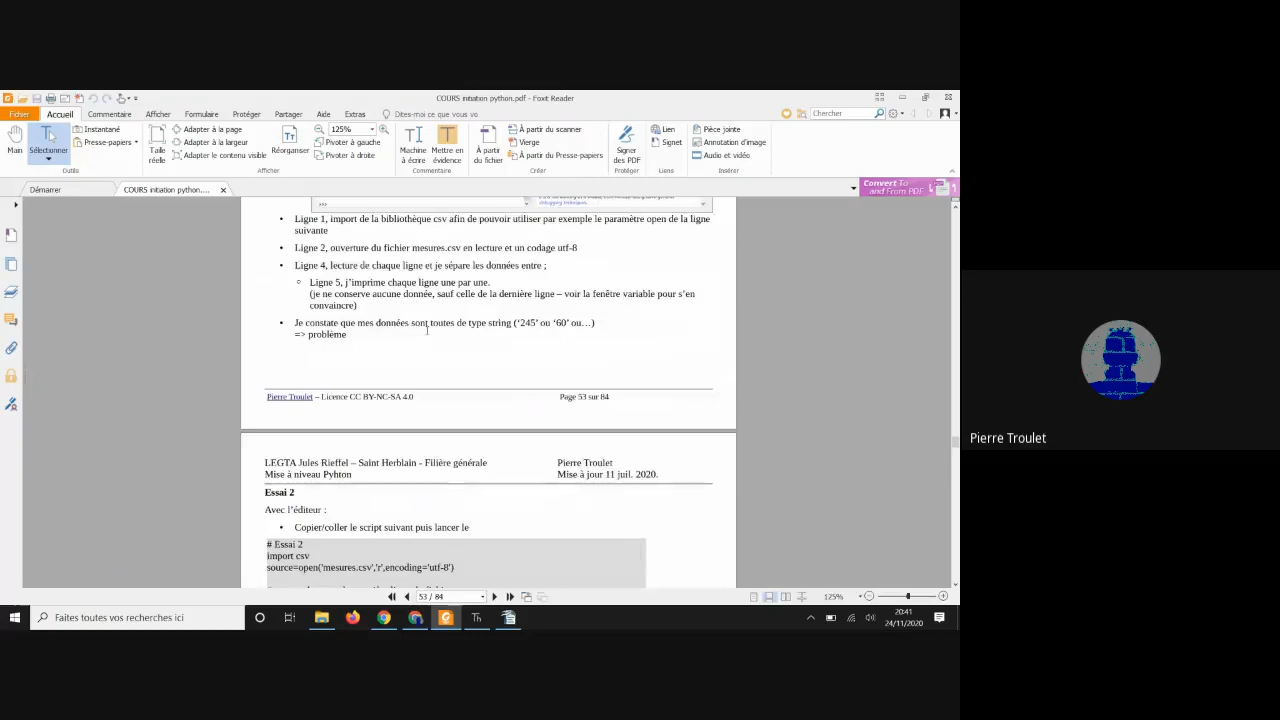 COURS initiation python.pdf - Foxit Reader
Fichier Accueil Commentaire Afficher Formulaire Protéger Partager Aide Extras Dites-moi ce que vous vo Chercher
Main
Sélectionner
Instantané
Presse-papiers
Outils
Taille réelle
Adapter à la page
Adapter à la largeur
Adapter le contenu visible
Réorganiser
125%
Pivoter à gauche
Pivoter à droite
Afficher
Machine à écrire
Mettre en évidence
Commentaire
À partir du fichier
À partir du scanner
Vierge
À partir du Presse-papiers
Créer
Signer des PDF
Protéger
Lien
Signet
Liens
Pièce jointe
Annotation d'image
Audio et vidéo
Insérer
Démarrer
COURS initiation python....
Convert To and From PDF
>>>
• Ligne 1, import de la bibliothèque csv afin de pouvoir utiliser par exemple le paramètre open de la ligne
suivante
• Ligne 2, ouverture du fichier mesures.csv en lecture et un codage utf-8
• Ligne 4, lecture de chaque ligne et je sépare les données entre ;
◦ Ligne 5, j'imprime chaque ligne une par une.
(je ne conserve aucune donnée, sauf celle de la dernière ligne – voir la fenêtre variable pour s'en
convaincre)
• Je constate que mes données sont toutes de type string ('245' ou '60' ou…)
=> problème
Pierre Troulet – Licence CC BY-NC-SA 4.0 Page 53 sur 84
LEGTA Jules Rieffel – Saint Herblain - Filière générale Pierre Troulet
Mise à niveau Pyhton Mise à jour 11 juil. 2020.
Essai 2
Avec l'éditeur :
• Copier/coller le script suivant puis lancer le
# Essai 2
import csv
source=open('mesures.csv','r',encoding='utf-8')
53 / 84
125%
Faites toutes vos recherches ici
Th
20:41
24/11/2020
Pierre Troulet